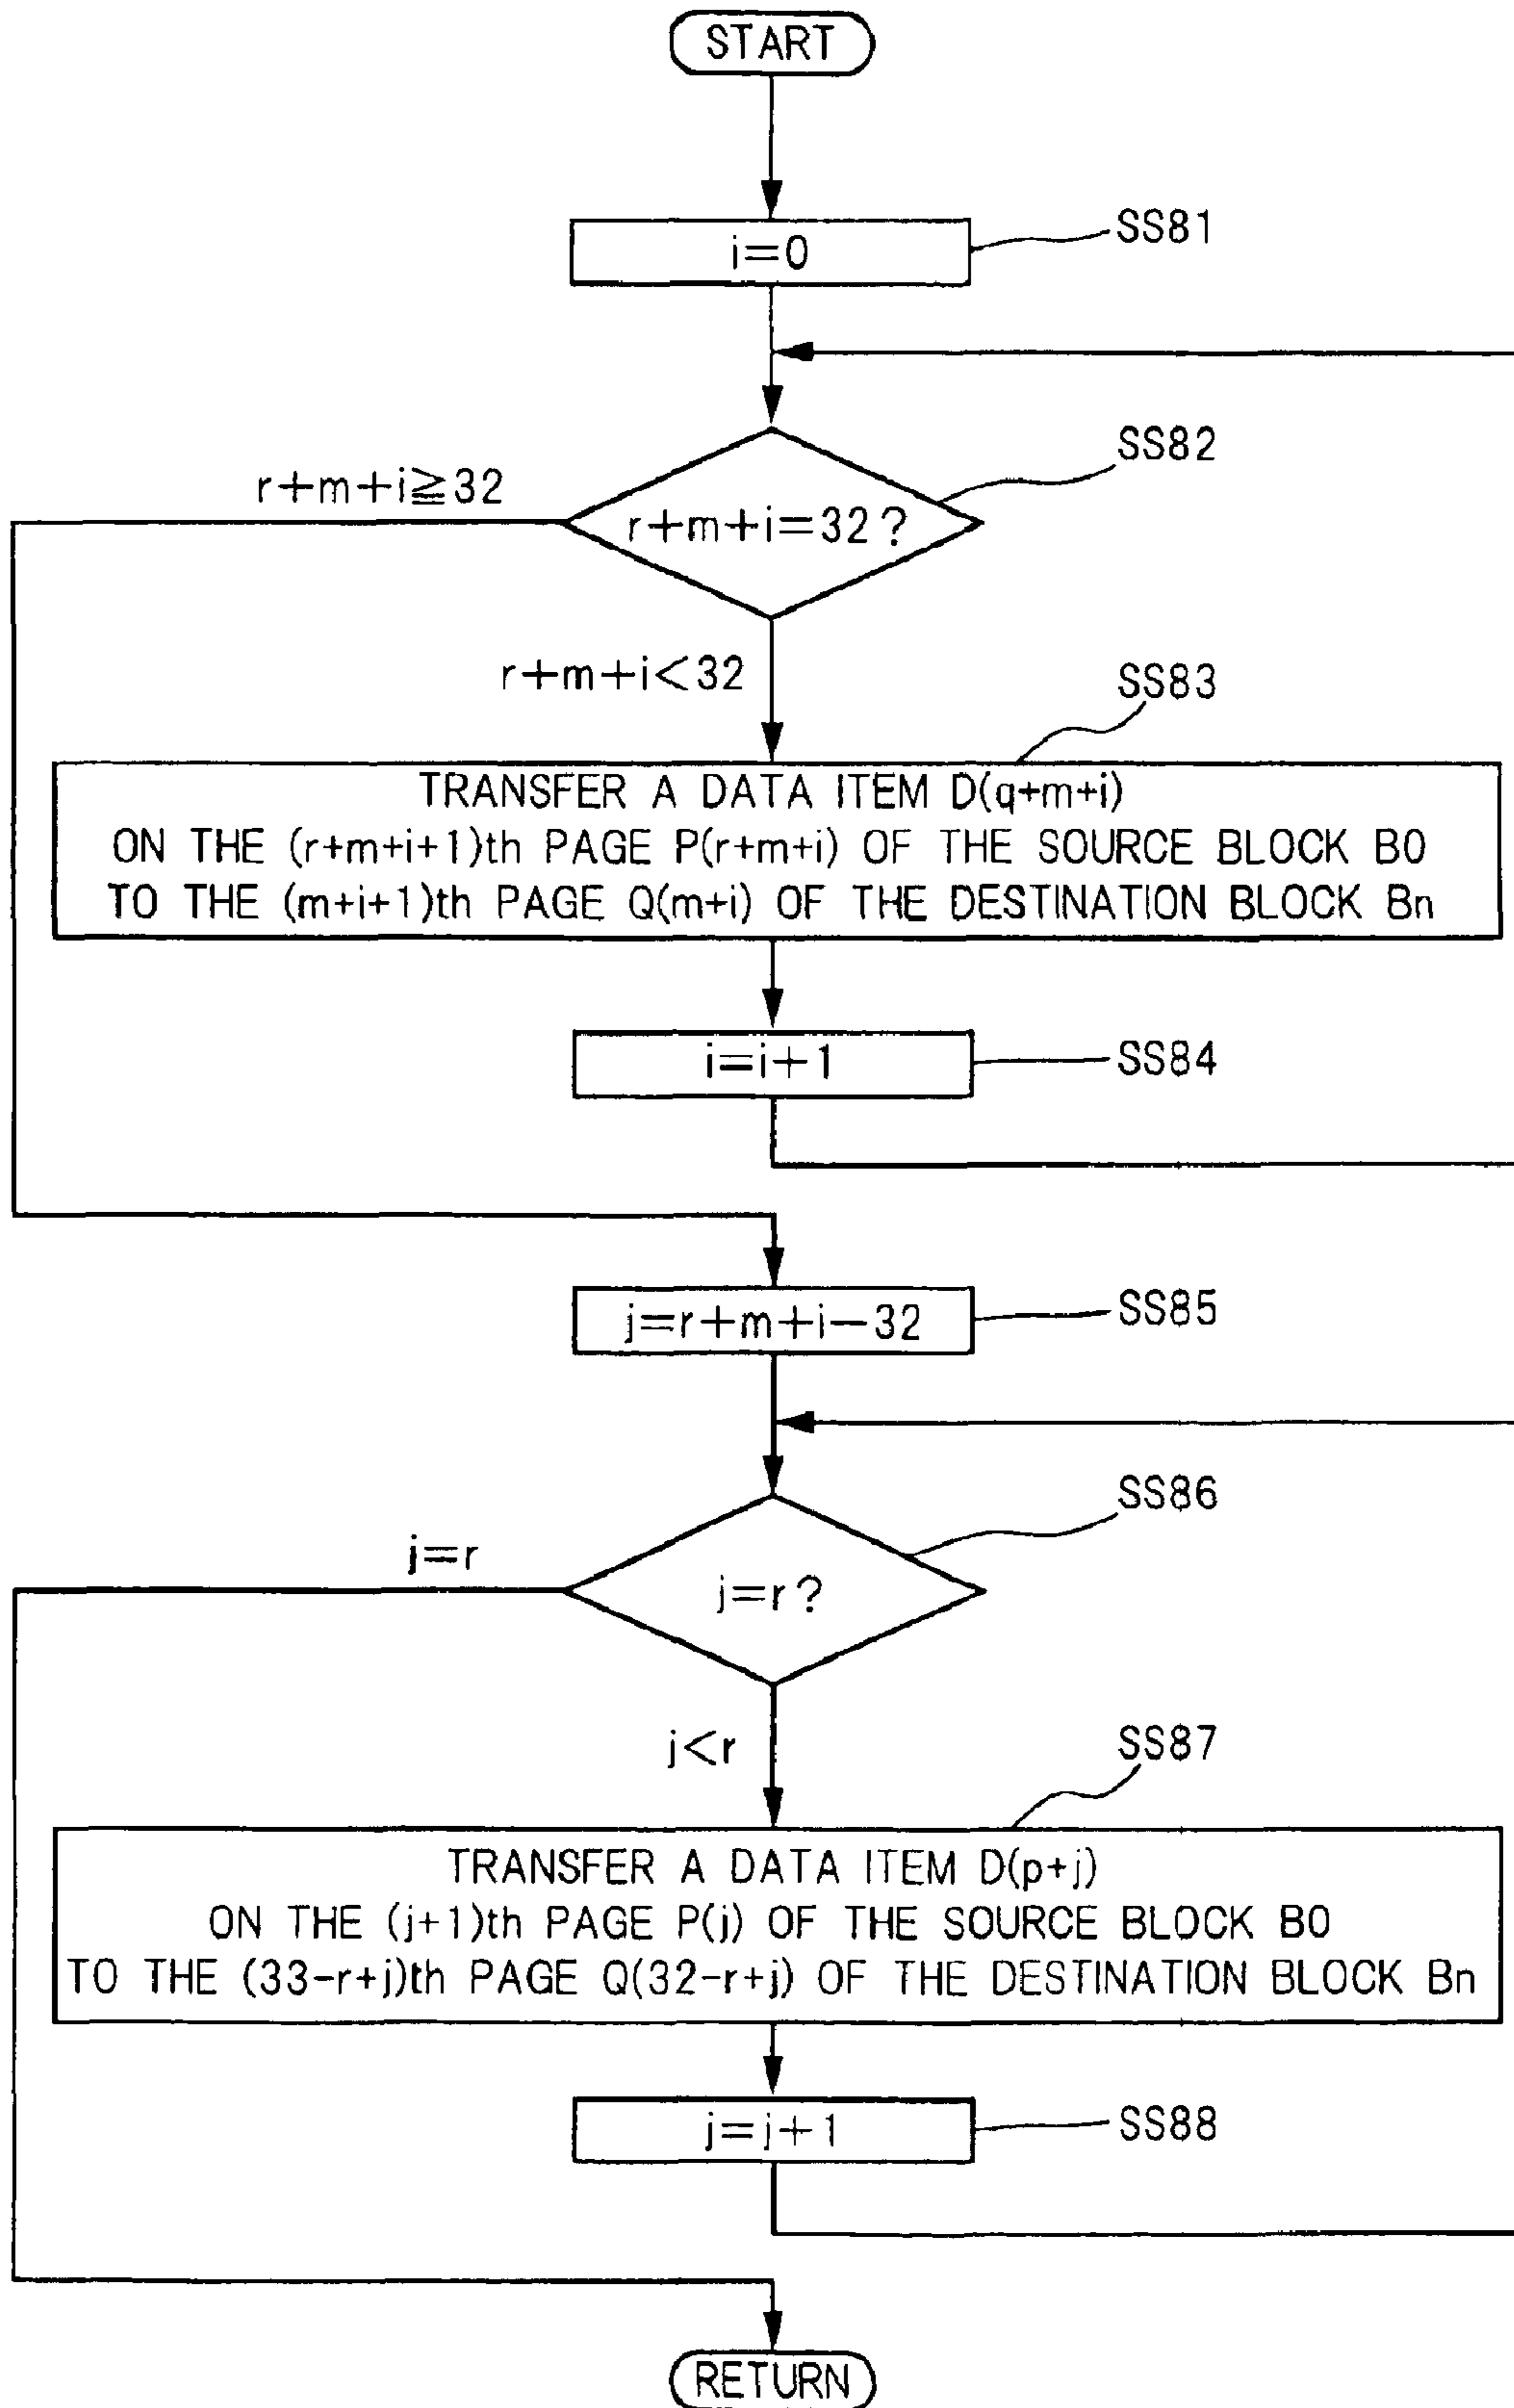 START
i=0
SS81
SS82
r+m+i≧32
r+m+i=32?
r+m+i<32
SS83
TRANSFER A DATA ITEM D(q+m+i)
ON THE (r+m+i+1)th PAGE P(r+m+i) OF THE SOURCE BLOCK B0
TO THE (m+i+1)th PAGE Q(m+i) OF THE DESTINATION BLOCK Bn
i=i+1
SS84
j=r+m+i−32
SS85
SS86
j=r
j=r?
j<r
SS87
TRANSFER A DATA ITEM D(p+j)
ON THE (j+1)th PAGE P(j) OF THE SOURCE BLOCK B0
TO THE (33-r+j)th PAGE Q(32-r+j) OF THE DESTINATION BLOCK Bn
j=j+1
SS88
RETURN